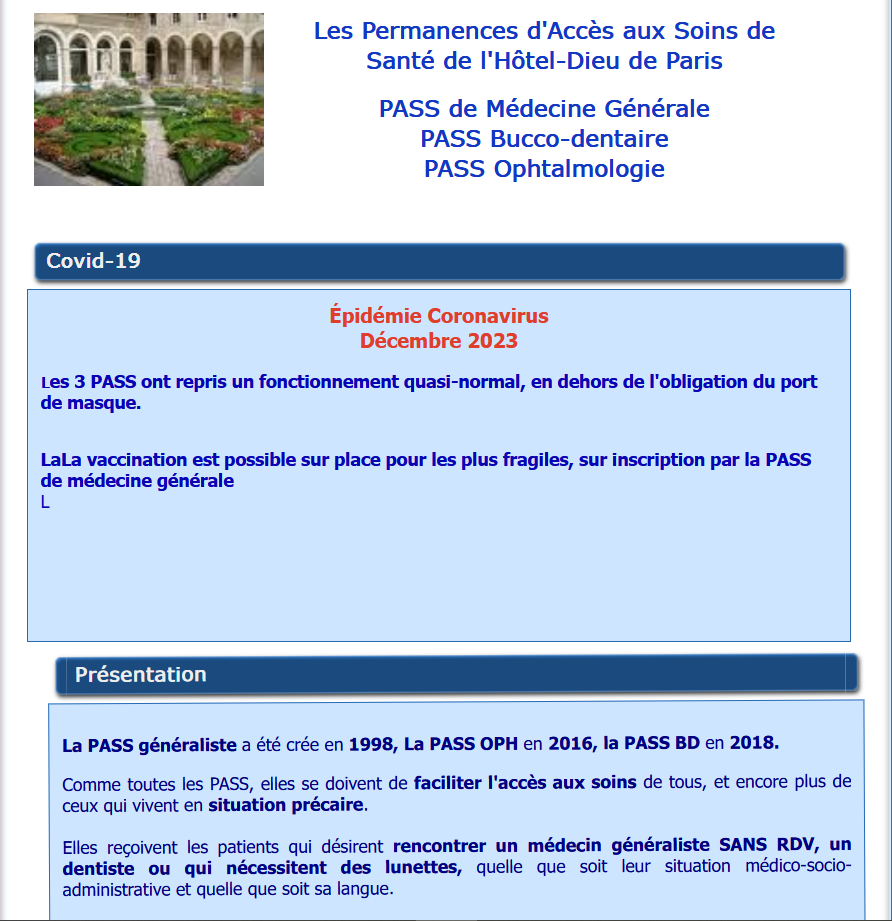 Les Permanences d'Accès aux Soins de
Santé de l'Hôtel-Dieu de Paris
PASS de Médecine Générale
PASS Bucco-dentaire
PASS Ophtalmologie
Covid-19
Épidémie Coronavirus
Décembre 2023
Les 3 PASS ont repris un fonctionnement quasi-normal, en dehors de l'obligation du port
de masque.
LaLa vaccination est possible sur place pour les plus fragiles, sur inscription par la PASS
de médecine générale
L
Présentation
La PASS généraliste a été crée en 1998, La PASS OPH en 2016, la PASS BD en 2018.
Comme toutes les PASS, elles se doivent de faciliter l'accès aux soins de tous, et encore plus de
ceux qui vivent en situation précaire.
Elles reçoivent les patients qui désirent rencontrer un médecin généraliste SANS RDV, un
dentiste ou qui nécessitent des lunettes, quelle que soit leur situation médico-socio-
administrative et quelle que soit sa langue.